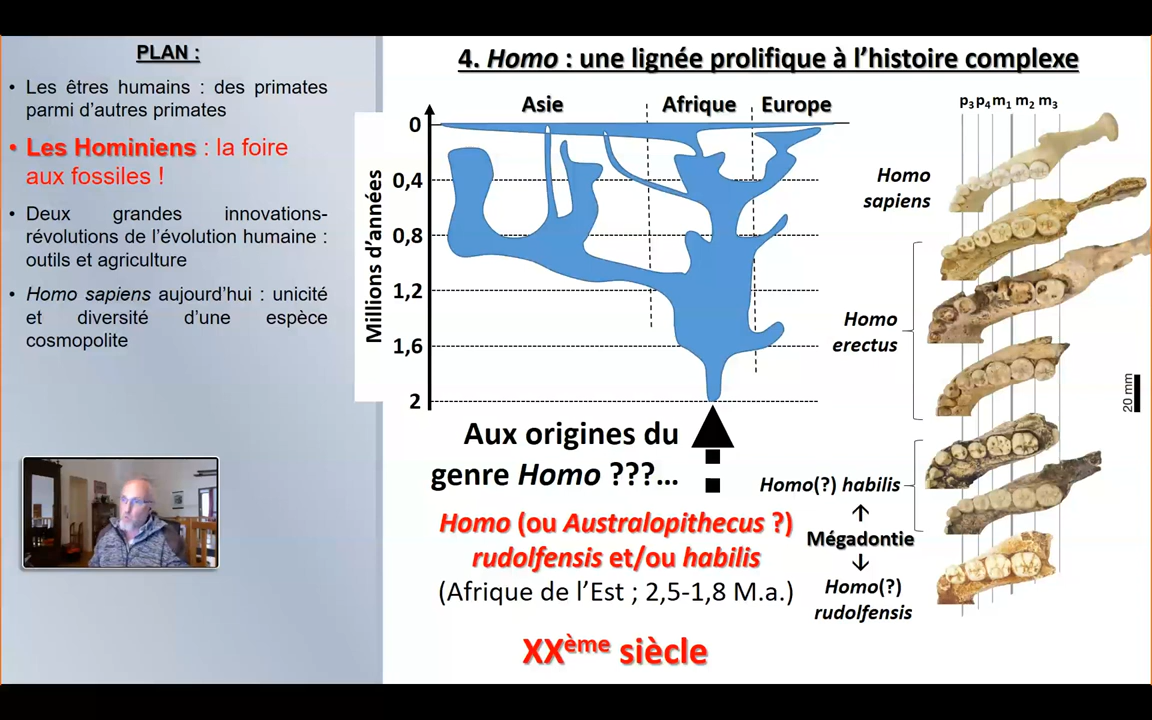 PLAN :
• Les êtres humains : des primates
parmi d’autres primates
• Les Hominiens : la foire
aux fossiles !
• Deux grandes innovations-
révolutions de l’évolution humaine :
outils et agriculture
• Homo sapiens aujourd’hui : unicité
et diversité d’une espèce
cosmopolite
4. Homo : une lignée prolifique à l’histoire complexe
Asie Afrique Europe
Millions d’années
0
0,4
0,8
1,2
1,6
2
Aux origines du
genre Homo ???…
Homo (ou Australopithecus ?)
rudolfensis et/ou habilis
(Afrique de l’Est ; 2,5-1,8 M.a.)
XXème siècle
p3 p4 m1 m2 m3
Homo
sapiens
Homo
erectus
20 mm
Homo(?) habilis
Mégadontie
Homo(?)
rudolfensis